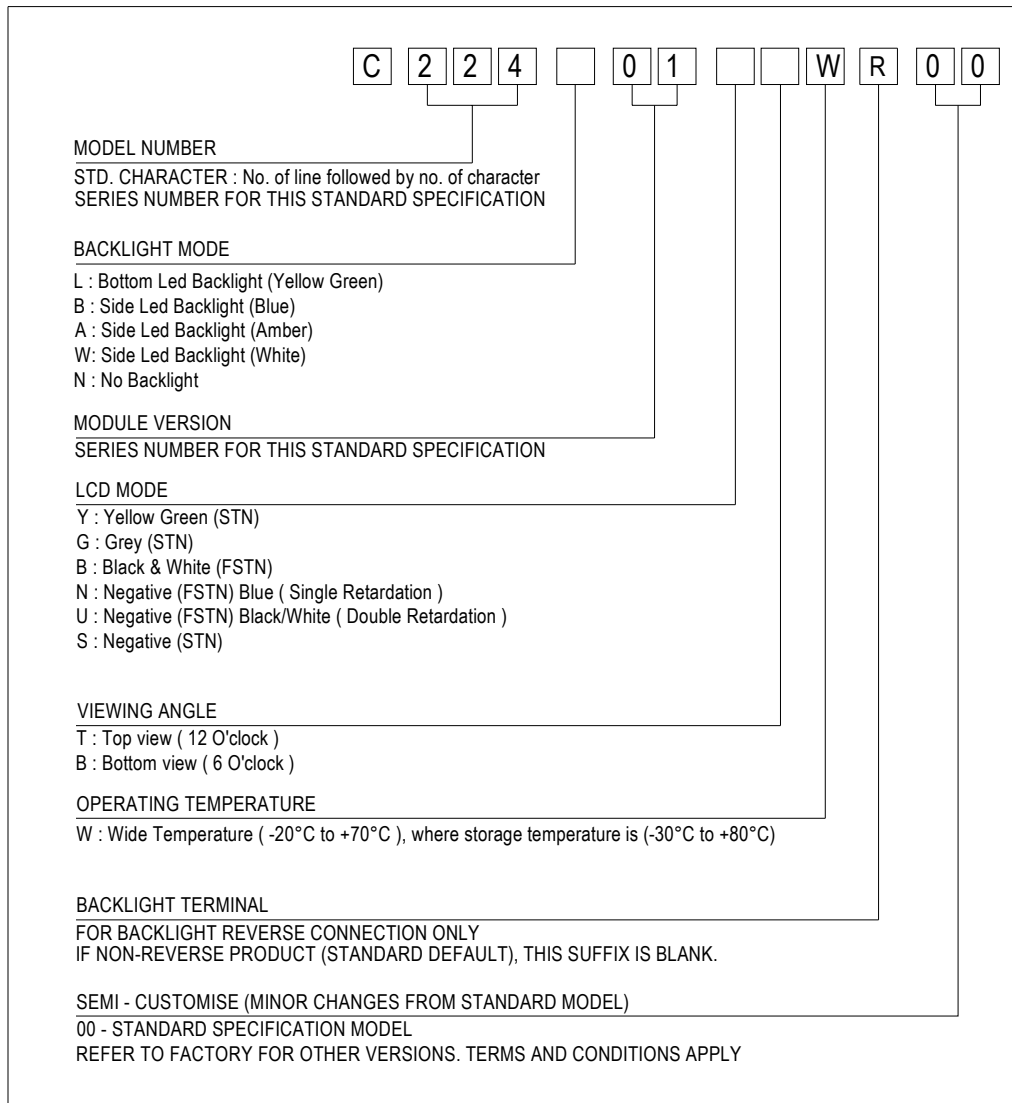 C 2 2 4 0 1 W R 0 0
MODEL NUMBER
STD. CHARACTER : No. of line followed by no. of character
SERIES NUMBER FOR THIS STANDARD SPECIFICATION
BACKLIGHT MODE
L : Bottom Led Backlight (Yellow Green)
B : Side Led Backlight (Blue)
A : Side Led Backlight (Amber)
W: Side Led Backlight (White)
N : No Backlight
MODULE VERSION
SERIES NUMBER FOR THIS STANDARD SPECIFICATION
LCD MODE
Y : Yellow Green (STN)
G : Grey (STN)
B : Black & White (FSTN)
N : Negative (FSTN) Blue ( Single Retardation )
U : Negative (FSTN) Black/White ( Double Retardation )
S : Negative (STN)
VIEWING ANGLE
T : Top view ( 12 O'clock )
B : Bottom view ( 6 O'clock )
OPERATING TEMPERATURE
W : Wide Temperature ( -20°C to +70°C ), where storage temperature is (-30°C to +80°C)
BACKLIGHT TERMINAL
FOR BACKLIGHT REVERSE CONNECTION ONLY
IF NON-REVERSE PRODUCT (STANDARD DEFAULT), THIS SUFFIX IS BLANK.
SEMI - CUSTOMISE (MINOR CHANGES FROM STANDARD MODEL)
00 - STANDARD SPECIFICATION MODEL
REFER TO FACTORY FOR OTHER VERSIONS. TERMS AND CONDITIONS APPLY